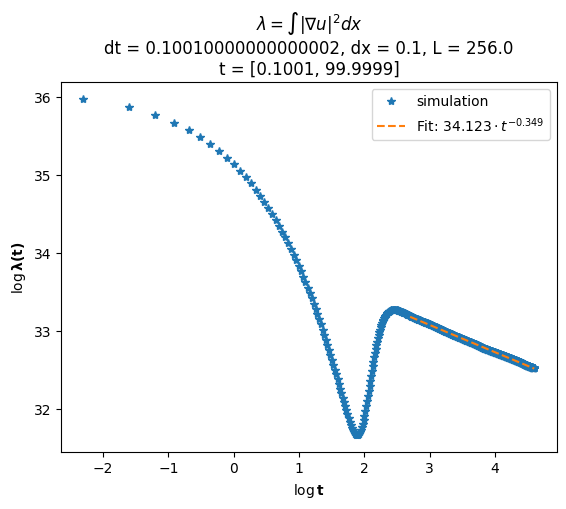 λ = ∫|∇u|²dx
dt = 0.10010000000000002, dx = 0.1, L = 256.0
t = [0.1001, 99.9999]
simulation
Fit: 34.123 · t^{-0.349}
log λ(t)
36
35
34
33
32
−2
−1
0
1
2
3
4
log t